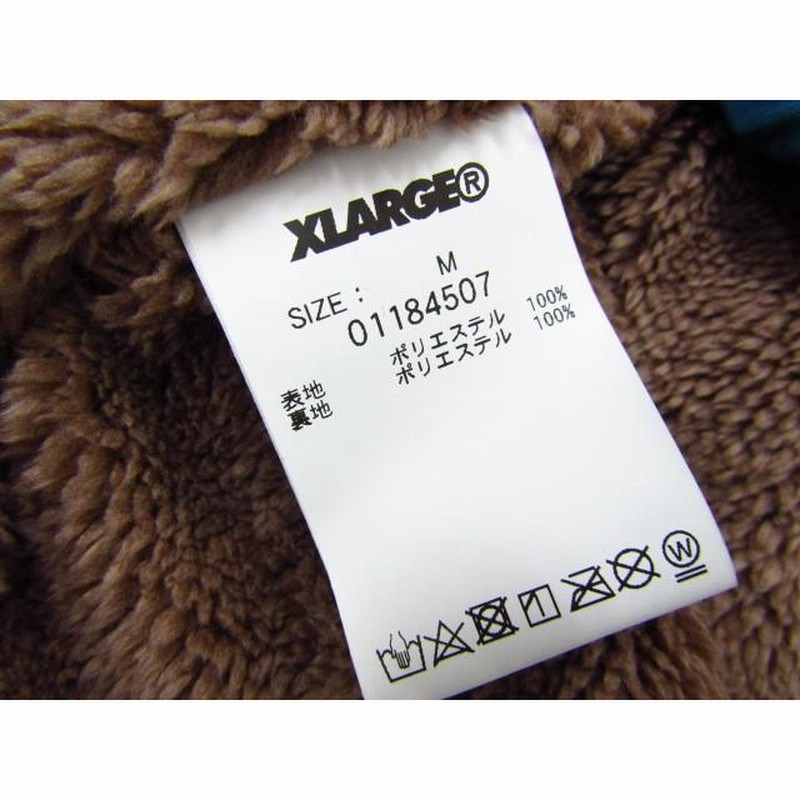 XLARGE®
SIZE : M
01184507
表地 ポリエステル 100%
裏地 ポリエステル 100%
W